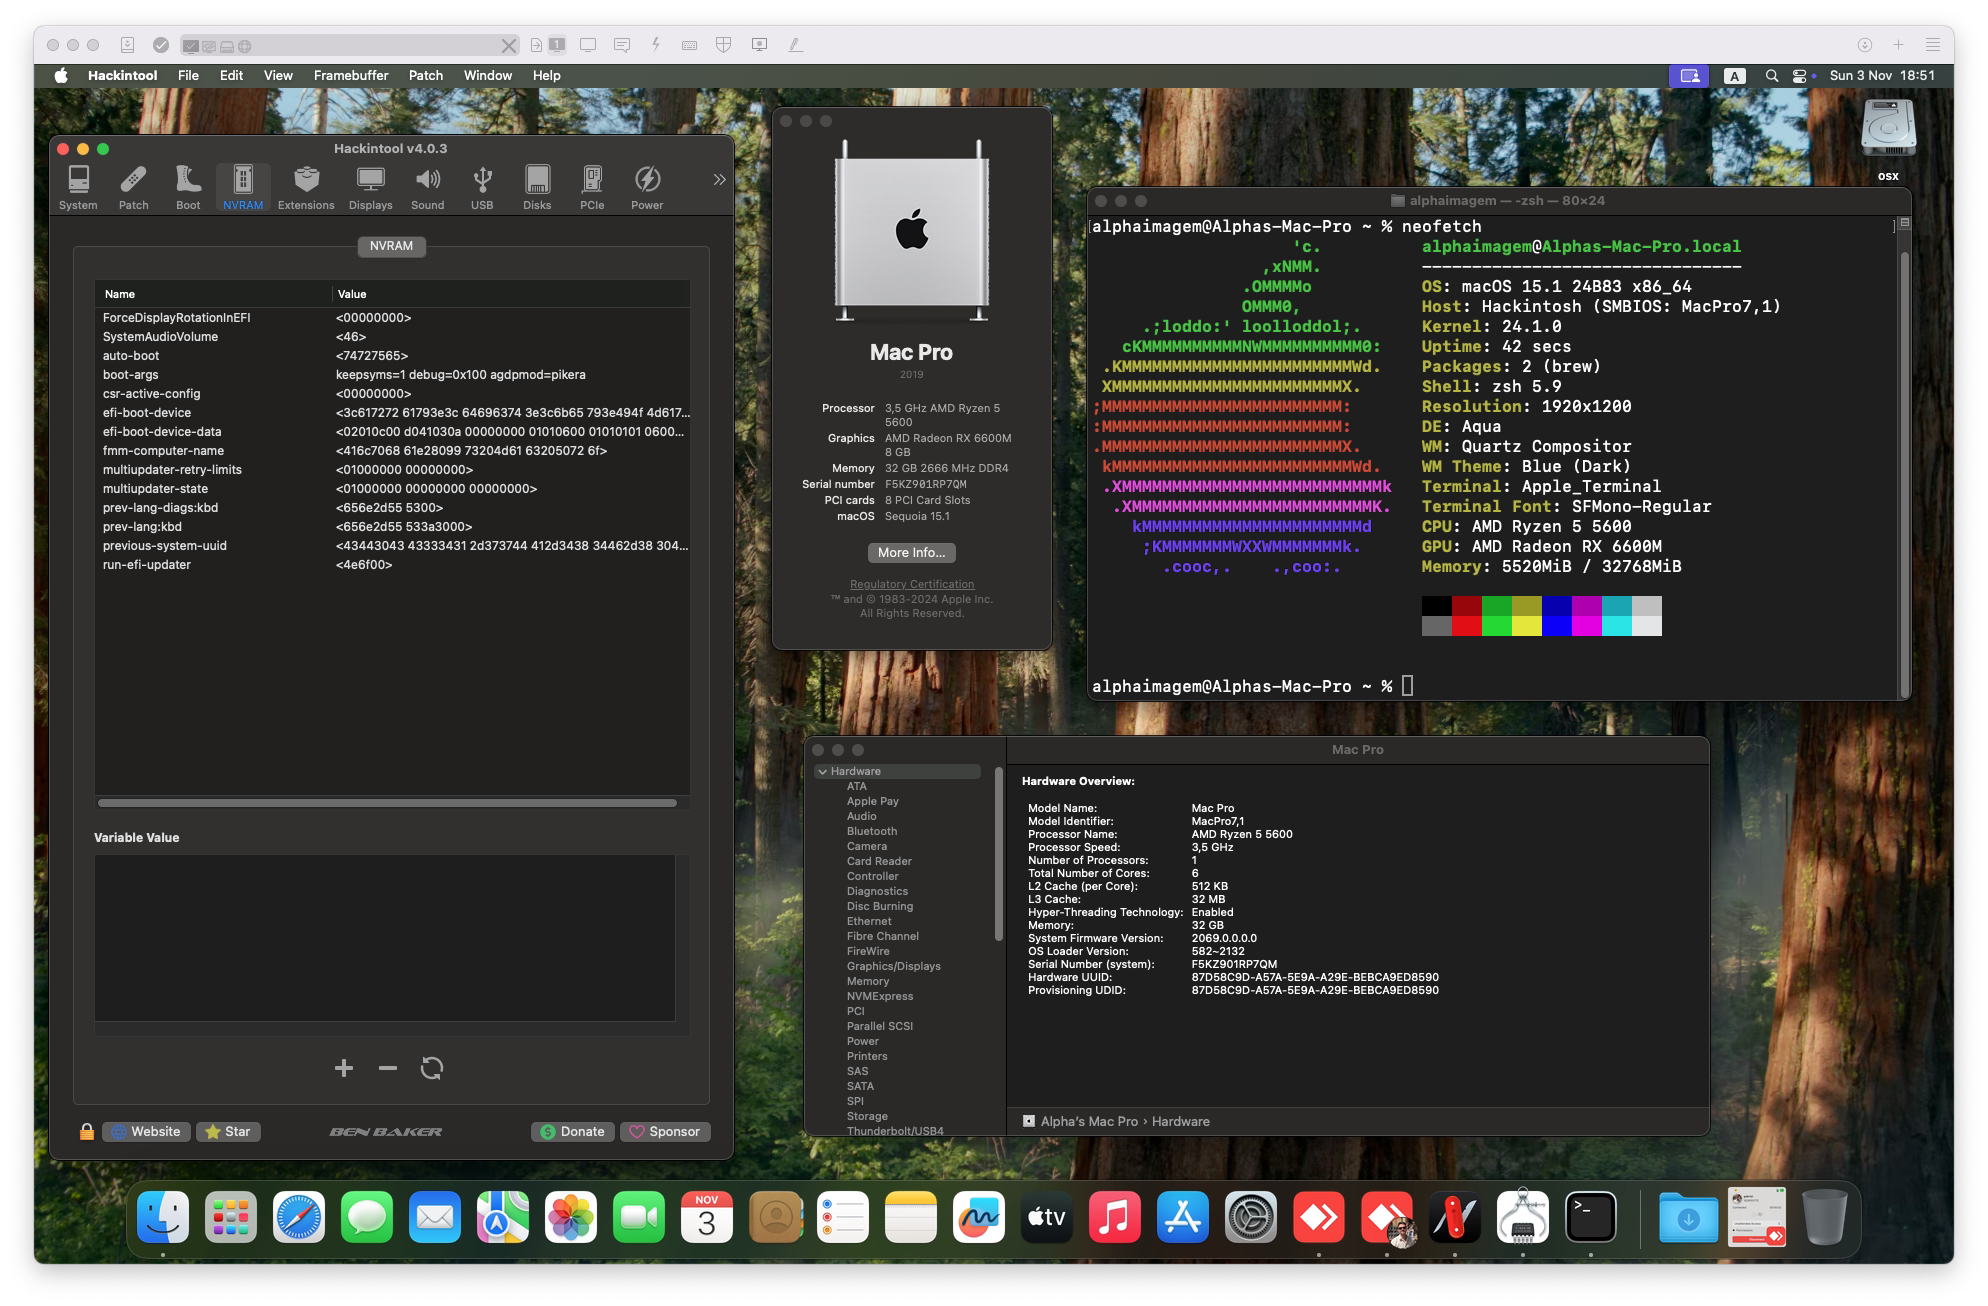 1
Hackintool File Edit View Framebuffer Patch Window Help
A
Sun 3 Nov 18:51
osx
Hackintool v4.0.3
System Patch Boot NVRAM Extensions Displays Sound USB Disks PCIe Power
NVRAM
Name Value
ForceDisplayRotationInEFI <00000000>
SystemAudioVolume <46>
auto-boot <74727565>
boot-args keepsyms=1 debug=0x100 agdpmod=pikera
csr-active-config <00000000>
efi-boot-device <3c617272 61793e3c 64696374 3e3c6b65 793e494f 4d617...
efi-boot-device-data <02010c00 d041030a 00000000 01010600 01010101 0600...
fmm-computer-name <416c7068 61e28099 73204d61 63205072 6f>
multiupdater-retry-limits <01000000 00000000>
multiupdater-state <01000000 00000000 00000000>
prev-lang-diags:kbd <656e2d55 5300>
prev-lang:kbd <656e2d55 533a3000>
previous-system-uuid <43443043 43333431 2d373744 412d3438 34462d38 304...
run-efi-updater <4e6f00>
Variable Value
Website Star BEN BAKER Donate Sponsor
Mac Pro
2019
Processor 3,5 GHz AMD Ryzen 5
5600
Graphics AMD Radeon RX 6600M
8 GB
Memory 32 GB 2666 MHz DDR4
Serial number F5KZ901RP7QM
PCI cards 8 PCI Card Slots
macOS Sequoia 15.1
More Info...
Regulatory Certification
™ and © 1983-2024 Apple Inc.
All Rights Reserved.
alphaimagem — -zsh — 80×24
[alphaimagem@Alphas-Mac-Pro ~ % neofetch ]
'c. alphaimagem@Alphas-Mac-Pro.local
,xNMM. --------------------------------
.OMMMMo OS: macOS 15.1 24B83 x86_64
OMMM0, Host: Hackintosh (SMBIOS: MacPro7,1)
.;loddo:' loolloddol;. Kernel: 24.1.0
cKMMMMMMMMMMNWMMMMMMMMMM0: Uptime: 42 secs
.KMMMMMMMMMMMMMMMMMMMMMMMWd. Packages: 2 (brew)
XMMMMMMMMMMMMMMMMMMMMMMMX. Shell: zsh 5.9
;MMMMMMMMMMMMMMMMMMMMMMMM: Resolution: 1920x1200
:MMMMMMMMMMMMMMMMMMMMMMMM: DE: Aqua
.MMMMMMMMMMMMMMMMMMMMMMMMX. WM: Quartz Compositor
kMMMMMMMMMMMMMMMMMMMMMMMMWd. WM Theme: Blue (Dark)
.XMMMMMMMMMMMMMMMMMMMMMMMMMMk Terminal: Apple_Terminal
.XMMMMMMMMMMMMMMMMMMMMMMMMK. Terminal Font: SFMono-Regular
kMMMMMMMMMMMMMMMMMMMMMMd CPU: AMD Ryzen 5 5600
;KMMMMMMMWXXWMMMMMMMk. GPU: AMD Radeon RX 6600M
.cooc,. .,coo:. Memory: 5520MiB / 32768MiB
alphaimagem@Alphas-Mac-Pro ~ %
Mac Pro
Hardware
ATA
Apple Pay
Audio
Bluetooth
Camera
Card Reader
Controller
Diagnostics
Disc Burning
Ethernet
Fibre Channel
FireWire
Graphics/Displays
Memory
NVMExpress
PCI
Parallel SCSI
Power
Printers
SAS
SATA
SPI
Storage
Thunderbolt/USB4
Hardware Overview:
Model Name: Mac Pro
Model Identifier: MacPro7,1
Processor Name: AMD Ryzen 5 5600
Processor Speed: 3,5 GHz
Number of Processors: 1
Total Number of Cores: 6
L2 Cache (per Core): 512 KB
L3 Cache: 32 MB
Hyper-Threading Technology: Enabled
Memory: 32 GB
System Firmware Version: 2069.0.0.0.0
OS Loader Version: 582~2132
Serial Number (system): F5KZ901RP7QM
Hardware UUID: 87D58C9D-A57A-5E9A-A29E-BEBCA9ED8590
Provisioning UDID: 87D58C9D-A57A-5E9A-A29E-BEBCA9ED8590
Alpha's Mac Pro › Hardware
NOV
3
tv
>_